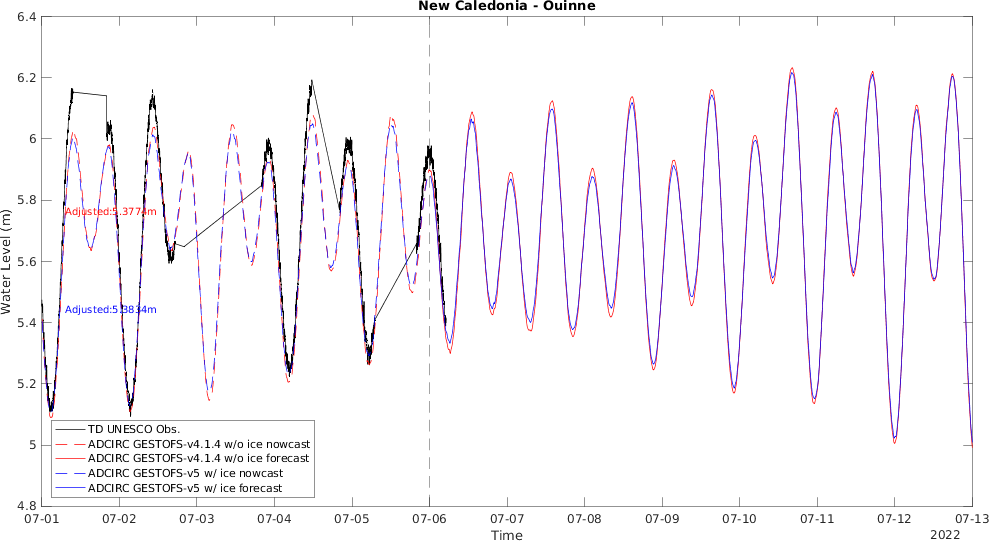 New Caledonia - Ouinne
6.4
6.2
6
5.8
5.6
5.4
5.2
5
4.8
Water Level (m)
Adjusted:5.3774m
Adjusted:5.3834m
TD UNESCO Obs.
ADCIRC GESTOFS-v4.1.4 w/o ice nowcast
ADCIRC GESTOFS-v4.1.4 w/o ice forecast
ADCIRC GESTOFS-v5 w/ ice nowcast
ADCIRC GESTOFS-v5 w/ ice forecast
07-01 07-02 07-03 07-04 07-05 07-06 07-07 07-08 07-09 07-10 07-11 07-12 07-13
Time
2022